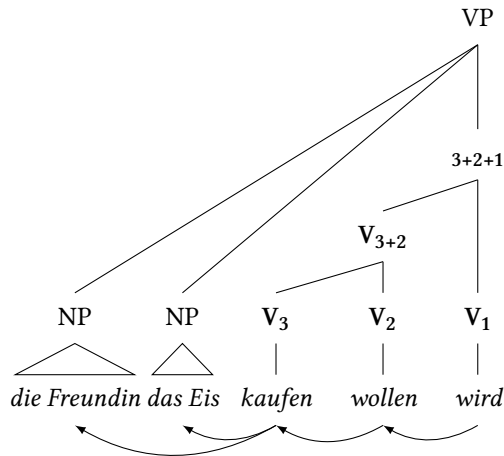 VP
3+2+1
V3+2
NP NP V3 V2 V1
die Freundin das Eis kaufen wollen wird